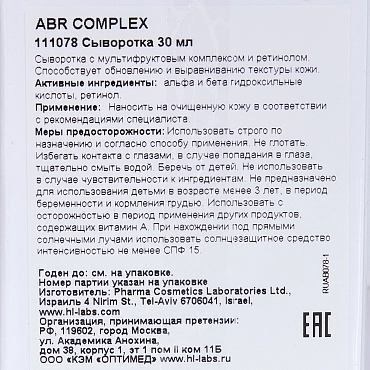 ABR COMPLEX
111078 Сыворотка 30 мл
Сыворотка с мультифруктовым комплексом и ретинолом.
Способствует обновлению и выравниванию текстуры кожи.
Активные ингредиенты: альфа и бета гидроксильные
кислоты, ретинол.
Применение: Наносить на очищенную кожу в соответствии
с рекомендациями специалиста.
Меры предосторожности: Использовать строго по
назначению и согласно способу применения. Не глотать.
Избегать контакта с глазами, в случае попадания в глаза,
тщательно смыть водой. Беречь от детей. Не использовать
в случае чувствительности к ингредиентам. Не предназначено
для использования детьми в возрасте менее 3 лет, в период
беременности и кормления грудью. Использовать с
осторожностью в период применения других продуктов,
содержащих витамин А. При нахождении под прямыми
солнечными лучами использовать солнцезащитное средство
интенсивностью не менее СПФ 15.
Годен до: см. на упаковке.
Номер партии указан на упаковке
Изготовитель: Pharma Cosmetics Laboratories Ltd.,
Израиль 4 Nirim St., Tel-Aviv 6706041, Israel,
www.hl-labs.com
Организация, принимающая претензии:
РФ, 119602, город Москва,
ул. Академика Анохина,
дом 38, корпус 1, эт 1 пом ii ком 11Б
ООО «КЭМ «ОПТИМЕД» www.hl-labs.ru
RUAB078-1
EAC